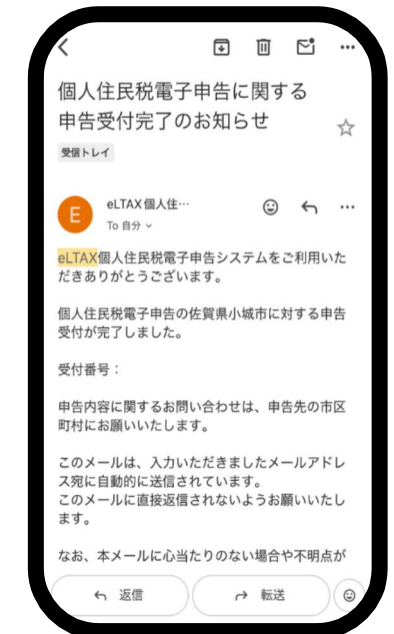 個人住民税電子申告に関する
申告受付完了のお知らせ
受信トレイ
E
eLTAX 個人住…
To 自分
eLTAX個人住民税電子申告システムをご利用いた
だきありがとうございます。
個人住民税電子申告の佐賀県小城市に対する申告
受付が完了しました。
受付番号：
申告内容に関するお問い合わせは、申告先の市区
町村にお願いいたします。
このメールは、入力いただきましたメールアドレ
ス宛に自動的に送信されています。
このメールに直接返信されないようお願いいたし
ます。
なお、本メールに心当たりのない場合や不明点が
返信
転送